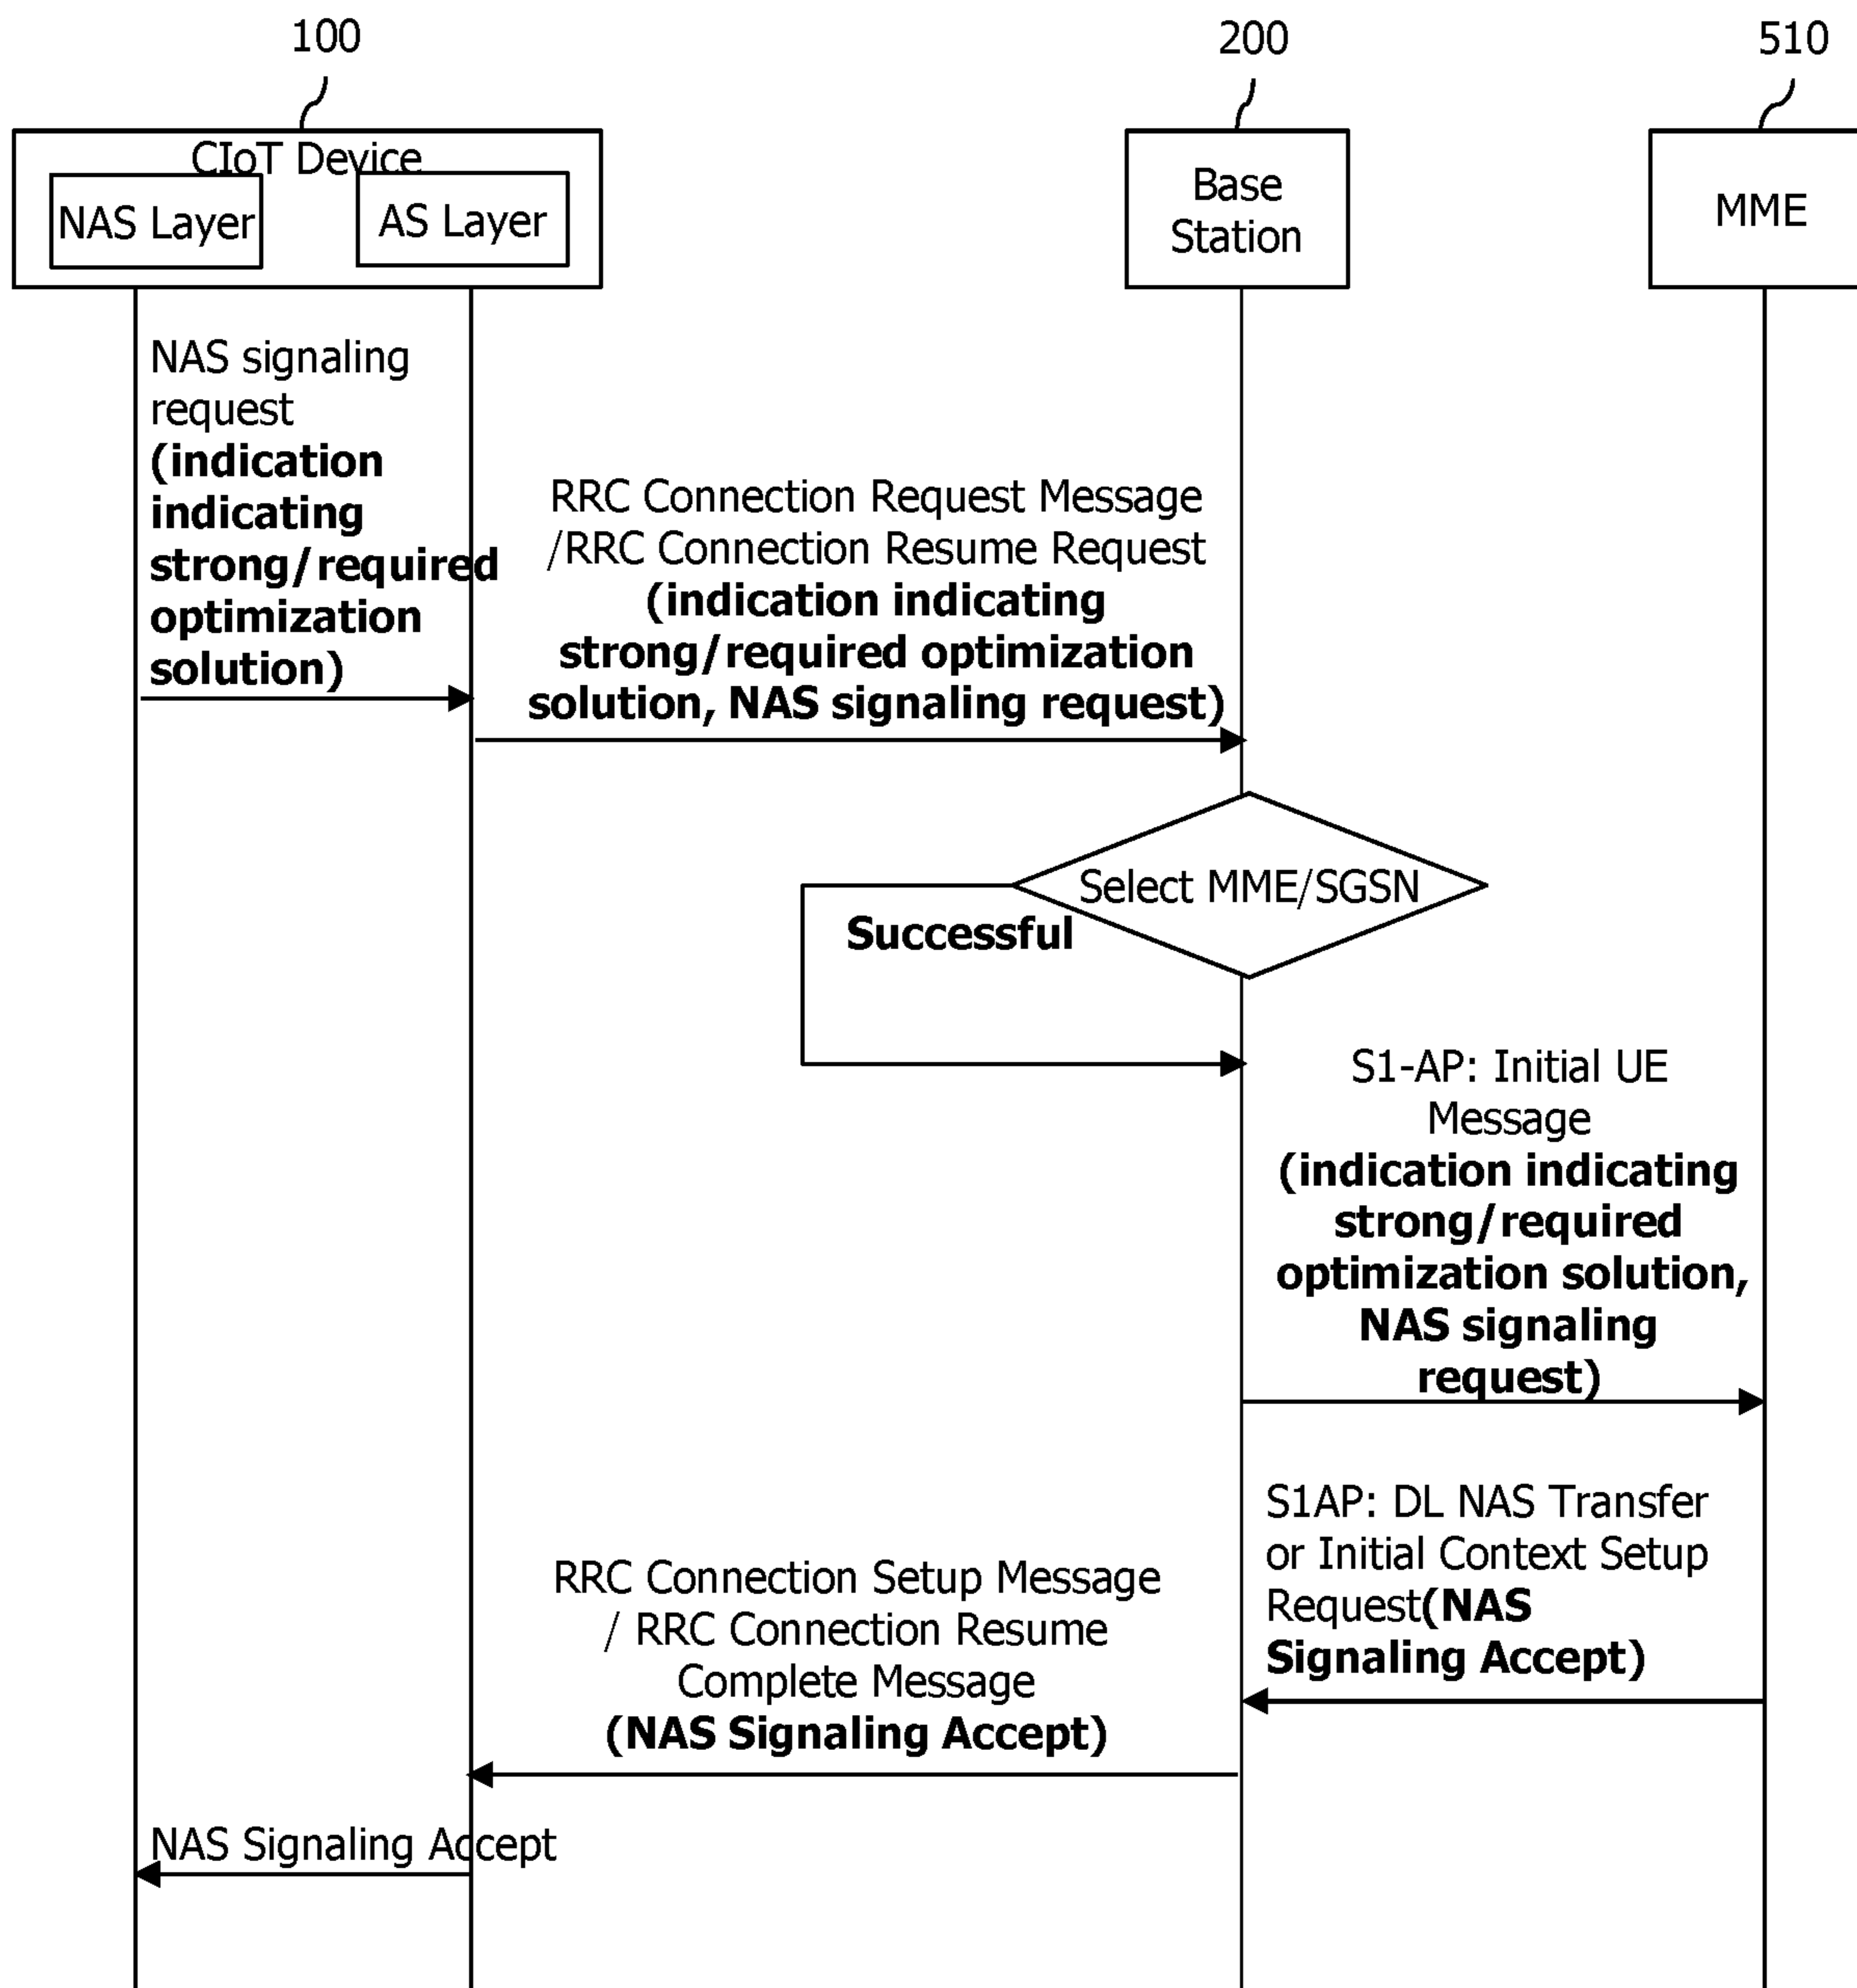 100
200
510
CIoT Device
NAS Layer
AS Layer
Base
Station
MME
NAS signaling
request
(indication
indicating
strong/required
optimization
solution)
RRC Connection Request Message
/RRC Connection Resume Request
(indication indicating
strong/required optimization
solution, NAS signaling request)
Select MME/SGSN
Successful
S1-AP: Initial UE
Message
(indication indicating
strong/required
optimization solution,
NAS signaling
request)
S1AP: DL NAS Transfer
or Initial Context Setup
Request(NAS
Signaling Accept)
RRC Connection Setup Message
/ RRC Connection Resume
Complete Message
(NAS Signaling Accept)
NAS Signaling Accept